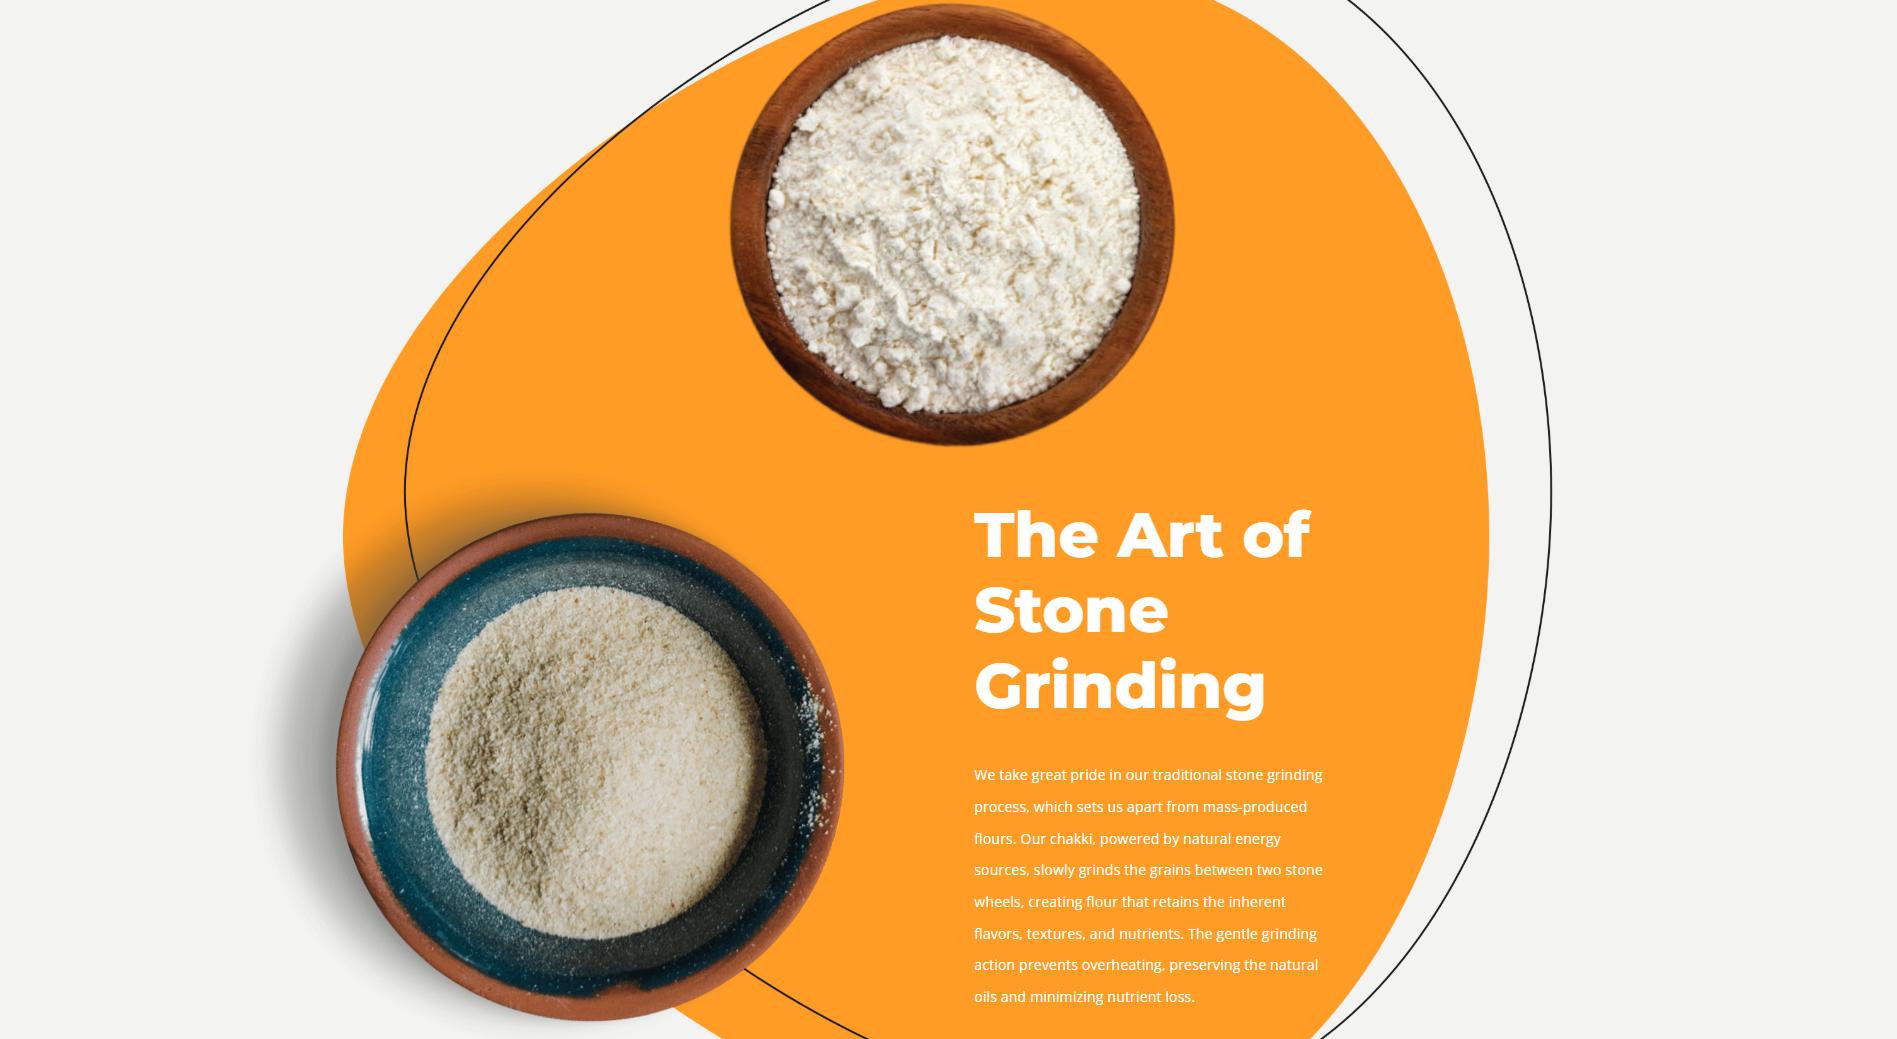 The Art of
Stone
Grinding
We take great pride in our traditional stone grinding
process, which sets us apart from mass-produced
flours. Our chakki, powered by natural energy
sources, slowly grinds the grains between two stone
wheels, creating flour that retains the inherent
flavors, textures, and nutrients. The gentle grinding
action prevents overheating, preserving the natural
oils and minimizing nutrient loss.